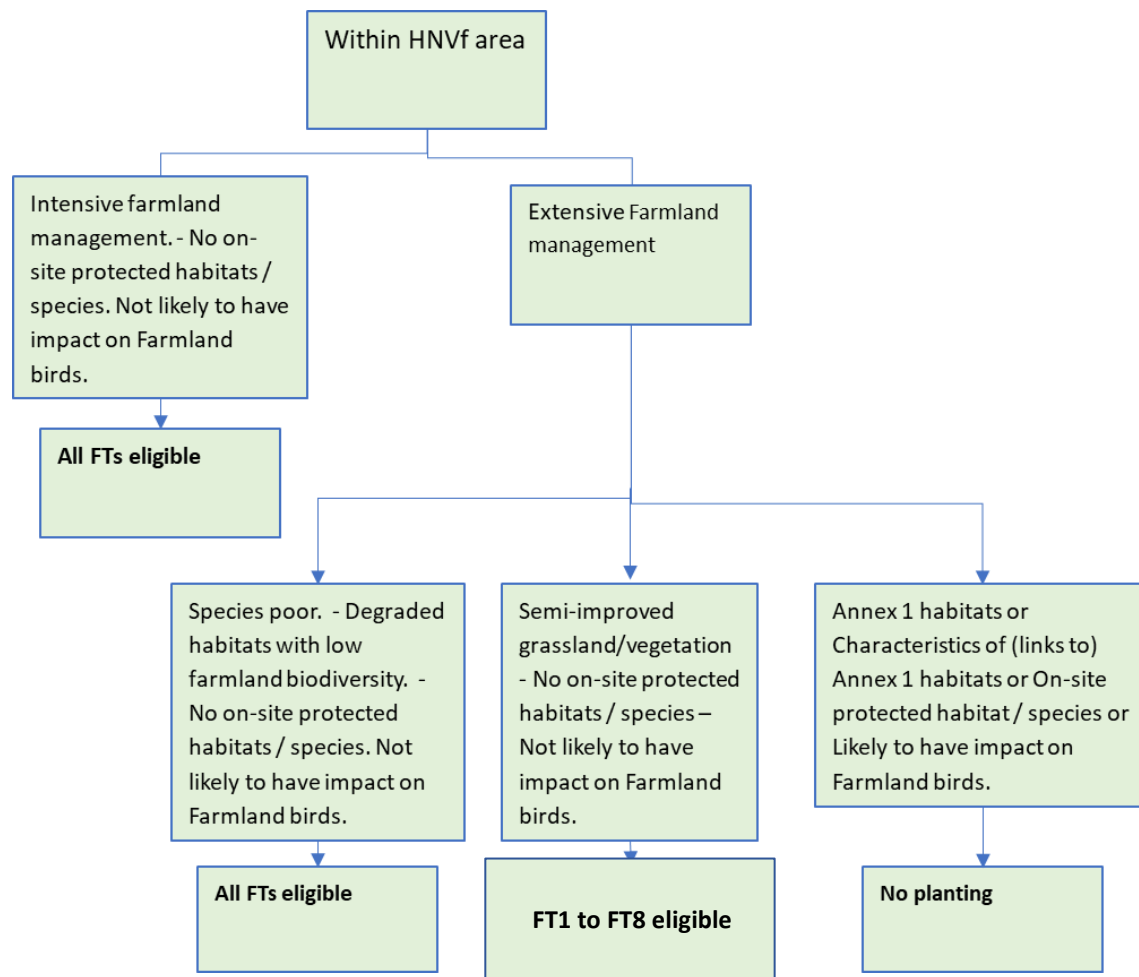 Within HNVf area
Intensive farmland
management. - No on-
site protected habitats /
species. Not likely to have
impact on Farmland
birds.
Extensive Farmland
management
All FTs eligible
Species poor.  - Degraded
habitats with low
farmland biodiversity.  -
No on-site protected
habitats / species. Not
likely to have impact on
Farmland birds.
Semi-improved
grassland/vegetation
- No on-site protected
habitats / species –
Not likely to have
impact on Farmland
birds.
Annex 1 habitats or
Characteristics of (links to)
Annex 1 habitats or On-site
protected habitat / species or
Likely to have impact on
Farmland birds.
All FTs eligible
FT1 to FT8 eligible
No planting